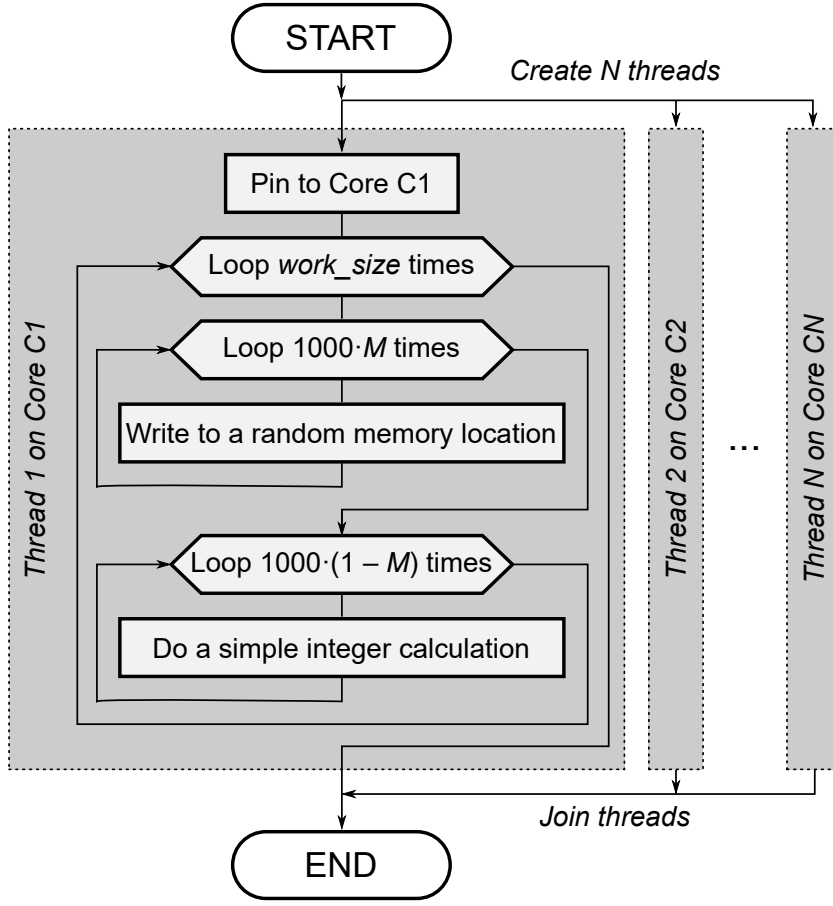 START
Create N threads
Pin to Core C1
Loop work_size times
Loop 1000·M times
Write to a random memory location
Loop 1000·(1 – M) times
Do a simple integer calculation
Thread 1 on Core C1
Thread 2 on Core C2
...
Thread N on Core CN
Join threads
END